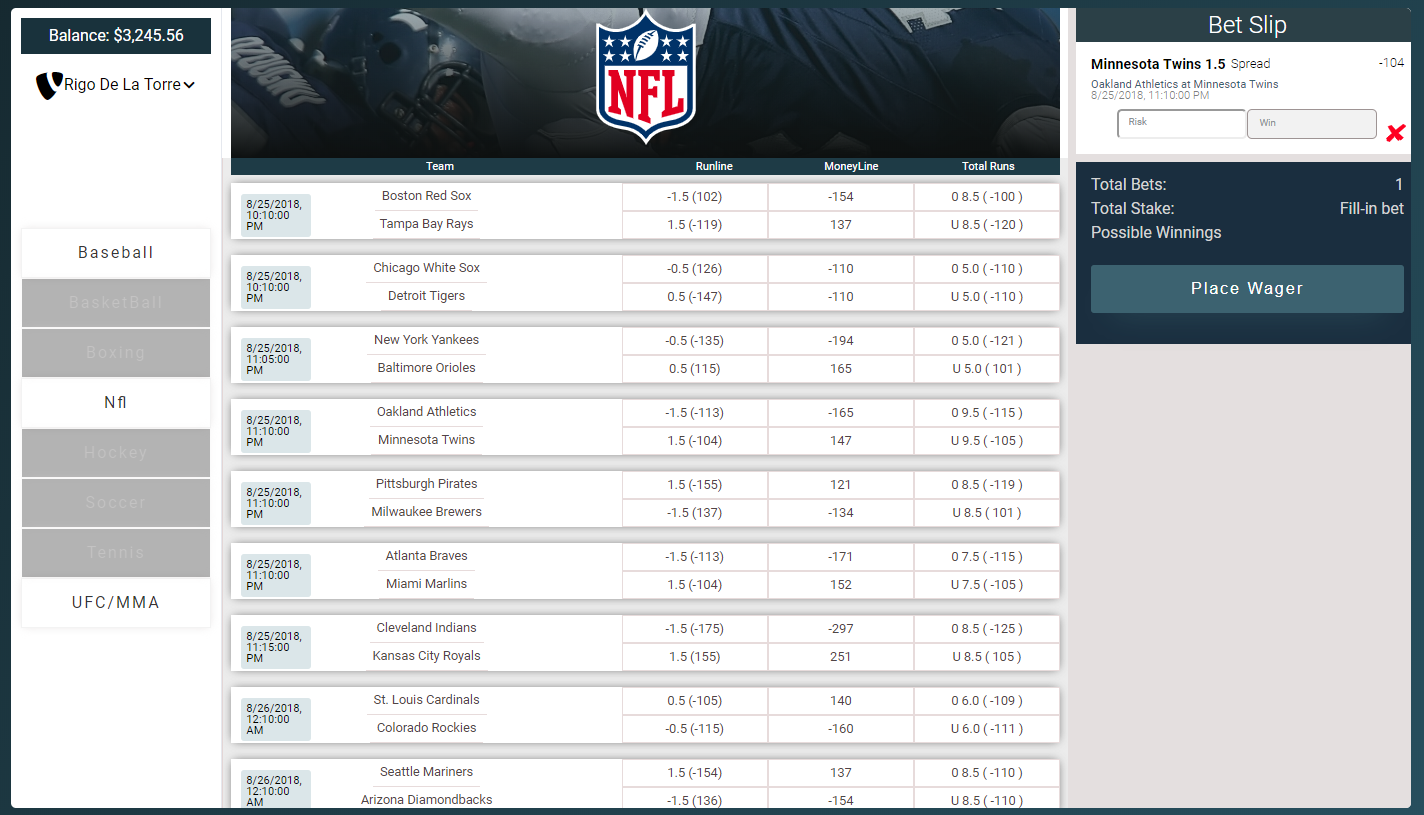 Balance: $3,245.56
Rigo De La Torre
Baseball
BasketBall
Boxing
Nfl
Hockey
Soccer
Tennis
UFC/MMA
NFL
Team Runline MoneyLine Total Runs
8/25/2018, 10:10:00 PM
Boston Red Sox -1.5 (102) -154 O 8.5 ( -100 )
Tampa Bay Rays 1.5 (-119) 137 U 8.5 ( -120 )
8/25/2018, 10:10:00 PM
Chicago White Sox -0.5 (126) -110 O 5.0 ( -110 )
Detroit Tigers 0.5 (-147) -110 U 5.0 ( -110 )
8/25/2018, 11:05:00 PM
New York Yankees -0.5 (-135) -194 O 5.0 ( -121 )
Baltimore Orioles 0.5 (115) 165 U 5.0 ( 101 )
8/25/2018, 11:10:00 PM
Oakland Athletics -1.5 (-113) -165 O 9.5 ( -115 )
Minnesota Twins 1.5 (-104) 147 U 9.5 ( -105 )
8/25/2018, 11:10:00 PM
Pittsburgh Pirates 1.5 (-155) 121 O 8.5 ( -119 )
Milwaukee Brewers -1.5 (137) -134 U 8.5 ( 101 )
8/25/2018, 11:10:00 PM
Atlanta Braves -1.5 (-113) -171 O 7.5 ( -115 )
Miami Marlins 1.5 (-104) 152 U 7.5 ( -105 )
8/25/2018, 11:15:00 PM
Cleveland Indians -1.5 (-175) -297 O 8.5 ( -125 )
Kansas City Royals 1.5 (155) 251 U 8.5 ( 105 )
8/26/2018, 12:10:00 AM
St. Louis Cardinals 0.5 (-105) 140 O 6.0 ( -109 )
Colorado Rockies -0.5 (-115) -160 U 6.0 ( -111 )
8/26/2018, 12:10:00 AM
Seattle Mariners 1.5 (-154) 137 O 8.5 ( -110 )
Arizona Diamondbacks -1.5 (136) -154 U 8.5 ( -110 )
Bet Slip
Minnesota Twins 1.5 Spread -104
Oakland Athletics at Minnesota Twins
8/25/2018, 11:10:00 PM
Risk Win
Total Bets: 1
Total Stake: Fill-in bet
Possible Winnings
Place Wager